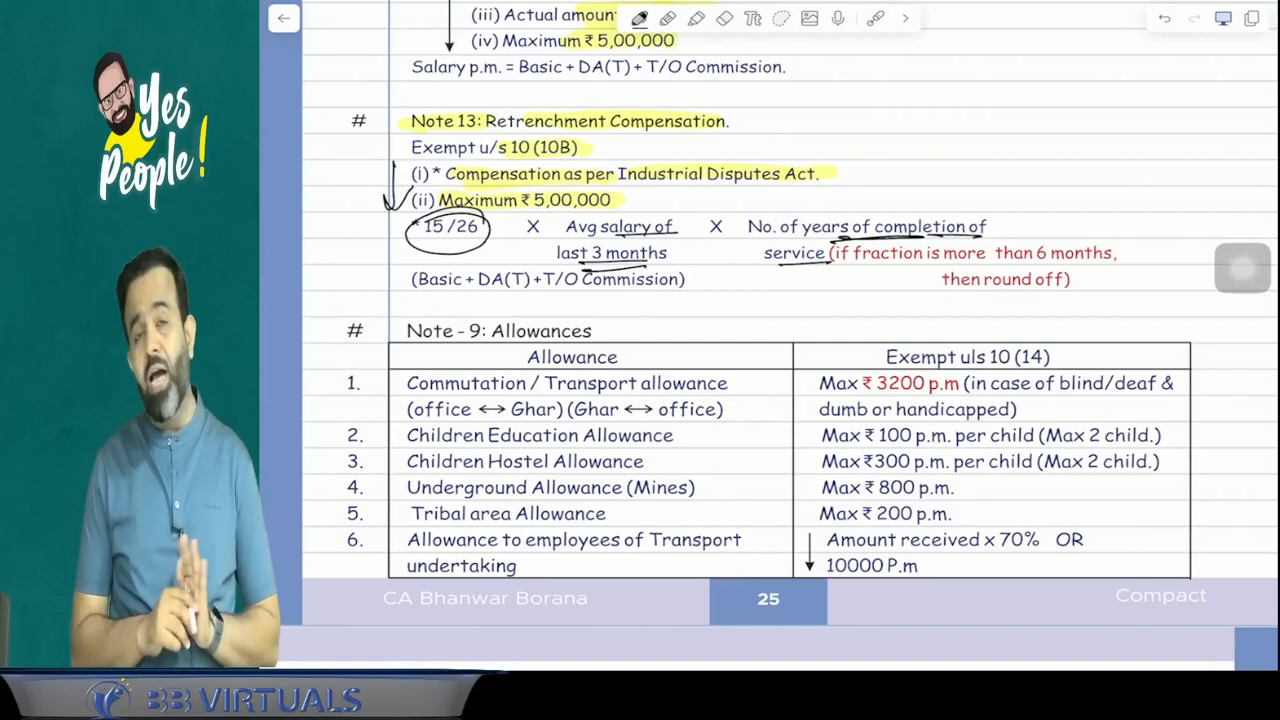 (iii) Actual amount
(iv) Maximum ₹ 5,00,000
Salary p.m. = Basic + DA(T) + T/O Commission.
# Note 13: Retrenchment Compensation.
Exempt u/s 10 (10B)
(i) * Compensation as per Industrial Disputes Act.
(ii) Maximum ₹ 5,00,000
* 15/26 X Avg salary of X No. of years of completion of
last 3 months service (if fraction is more than 6 months,
(Basic + DA(T) + T/O Commission) then round off)
# Note - 9: Allowances
Allowance Exempt uls 10 (14)
1. Commutation / Transport allowance Max ₹ 3200 p.m (in case of blind/deaf &
(office ↔ Ghar) (Ghar ↔ office) dumb or handicapped)
2. Children Education Allowance Max ₹ 100 p.m. per child (Max 2 child.)
3. Children Hostel Allowance Max ₹300 p.m. per child (Max 2 child.)
4. Underground Allowance (Mines) Max ₹ 800 p.m.
5. Tribal area Allowance Max ₹ 200 p.m.
6. Allowance to employees of Transport Amount received x 70% OR
undertaking 10000 P.m
CA Bhanwar Borana 25 Compact
Yes
People!
BB VIRTUALS